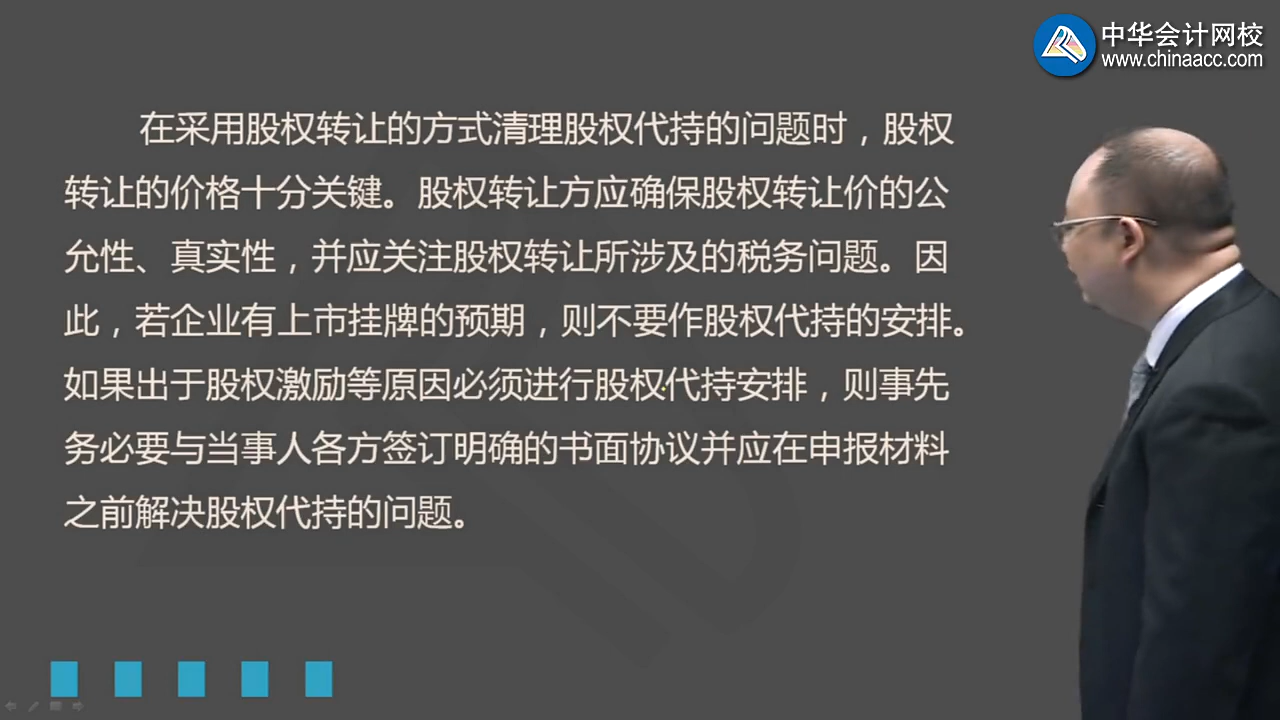 中华会计网校
www.chinaacc.com
在采用股权转让的方式清理股权代持的问题时，股权
转让的价格十分关键。股权转让方应确保股权转让价的公
允性、真实性，并应关注股权转让所涉及的税务问题。因
此，若企业有上市挂牌的预期，则不要作股权代持的安排。
如果出于股权激励等原因必须进行股权代持安排，则事先
务必要与当事人各方签订明确的书面协议并应在申报材料
之前解决股权代持的问题。